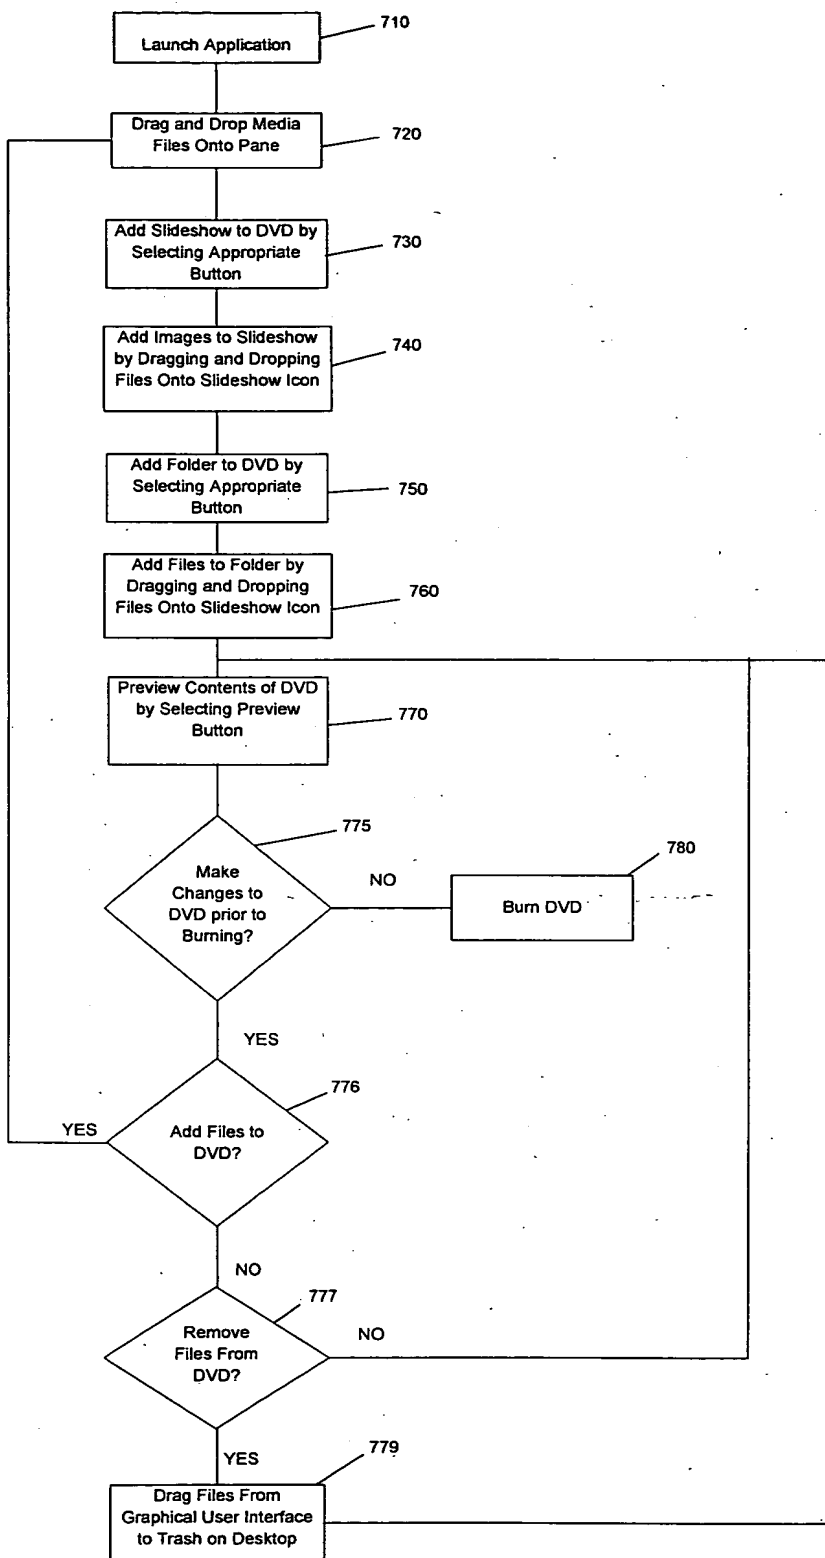 710
Launch Application
Drag and Drop Media
Files Onto Pane
720
Add Slideshow to DVD by
Selecting Appropriate
Button
730
Add Images to Slideshow
by Dragging and Dropping
Files Onto Slideshow Icon
740
Add Folder to DVD by
Selecting Appropriate
Button
750
Add Files to Folder by
Dragging and Dropping
Files Onto Slideshow Icon
760
Preview Contents of DVD
by Selecting Preview
Button
770
775
Make
Changes to
DVD prior to
Burning?
NO
780
Burn DVD
YES
776
YES
Add Files to
DVD?
NO
777
Remove
Files From
DVD?
NO
YES
779
Drag Files From
Graphical User Interface
to Trash on Desktop